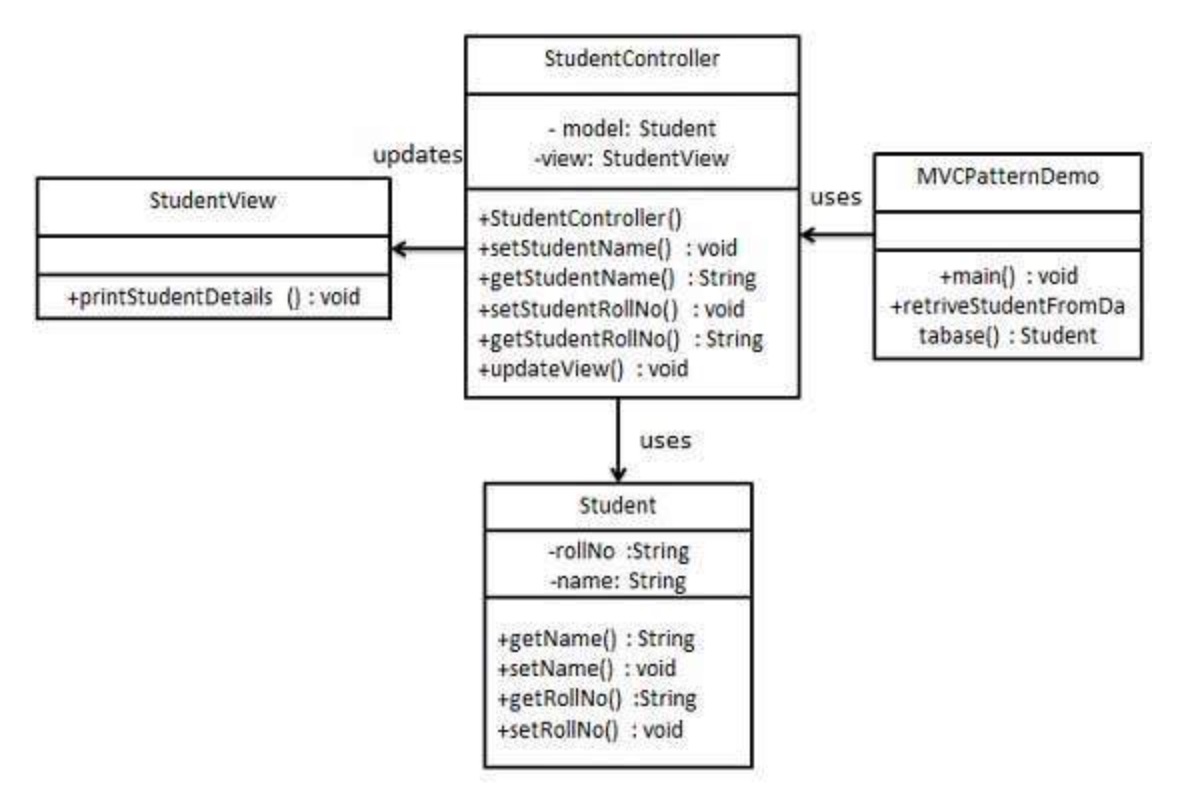 StudentController
- model: Student
-view: StudentView
+StudentController()
+setStudentName() : void
+getStudentName() : String
+setStudentRollNo() : void
+getStudentRollNo() : String
+updateView() : void
updates
StudentView
+printStudentDetails () : void
uses
MVCPatternDemo
+main() : void
+retriveStudentFromDa
tabase() : Student
uses
Student
-rollNo :String
-name: String
+getName() : String
+setName() : void
+getRollNo() :String
+setRollNo() : void